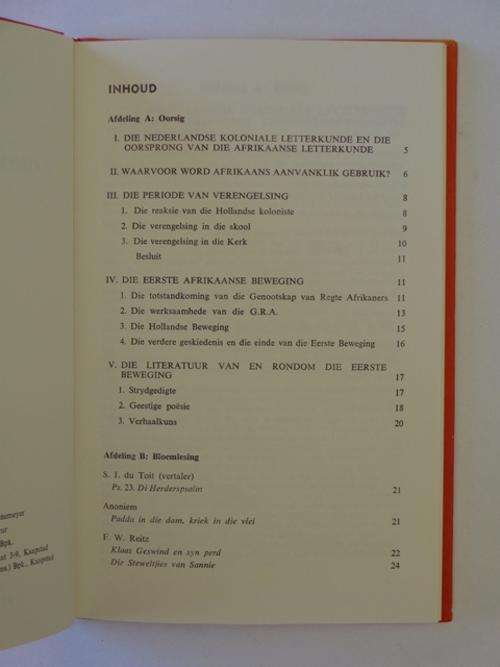 INHOUD
Afdeling A: Oorsig
I. DIE NEDERLANDSE KOLONIALE LETTERKUNDE EN DIE
OORSPRONG VAN DIE AFRIKAANSE LETTERKUNDE 5
II. WAARVOOR WORD AFRIKAANS AANVANKLIK GEBRUIK? 6
III. DIE PERIODE VAN VERENGELSING 8
1. Die reaksie van die Hollandse koloniste 8
2. Die verengelsing in die skool 9
3. Die verengelsing in die Kerk 10
Besluit 11
IV. DIE EERSTE AFRIKAANSE BEWEGING 11
1. Die totstandkoming van die Genootskap van Regte Afrikaners 11
2. Die werksaamhede van die G.R.A. 13
3. Die Hollandse Beweging 15
4. Die verdere geskiedenis en die einde van die Eerste Beweging 16
V. DIE LITERATUUR VAN EN RONDOM DIE EERSTE
BEWEGING 17
1. Strydgedigte 17
2. Geestige poësie 18
3. Verhaalkuns 20
Afdeling B: Bloemlesing
S. J. du Toit (vertaler)
Ps. 23. Di Herderspsalm 21
Anoniem
Padda in die dam, kriek in die vlei 21
F. W. Reitz
Klaas Geswind en syn perd 22
Die Steweltjies van Sannie 24
Bpk.
3-9, Kaapstad
Bpk., Kaapstad